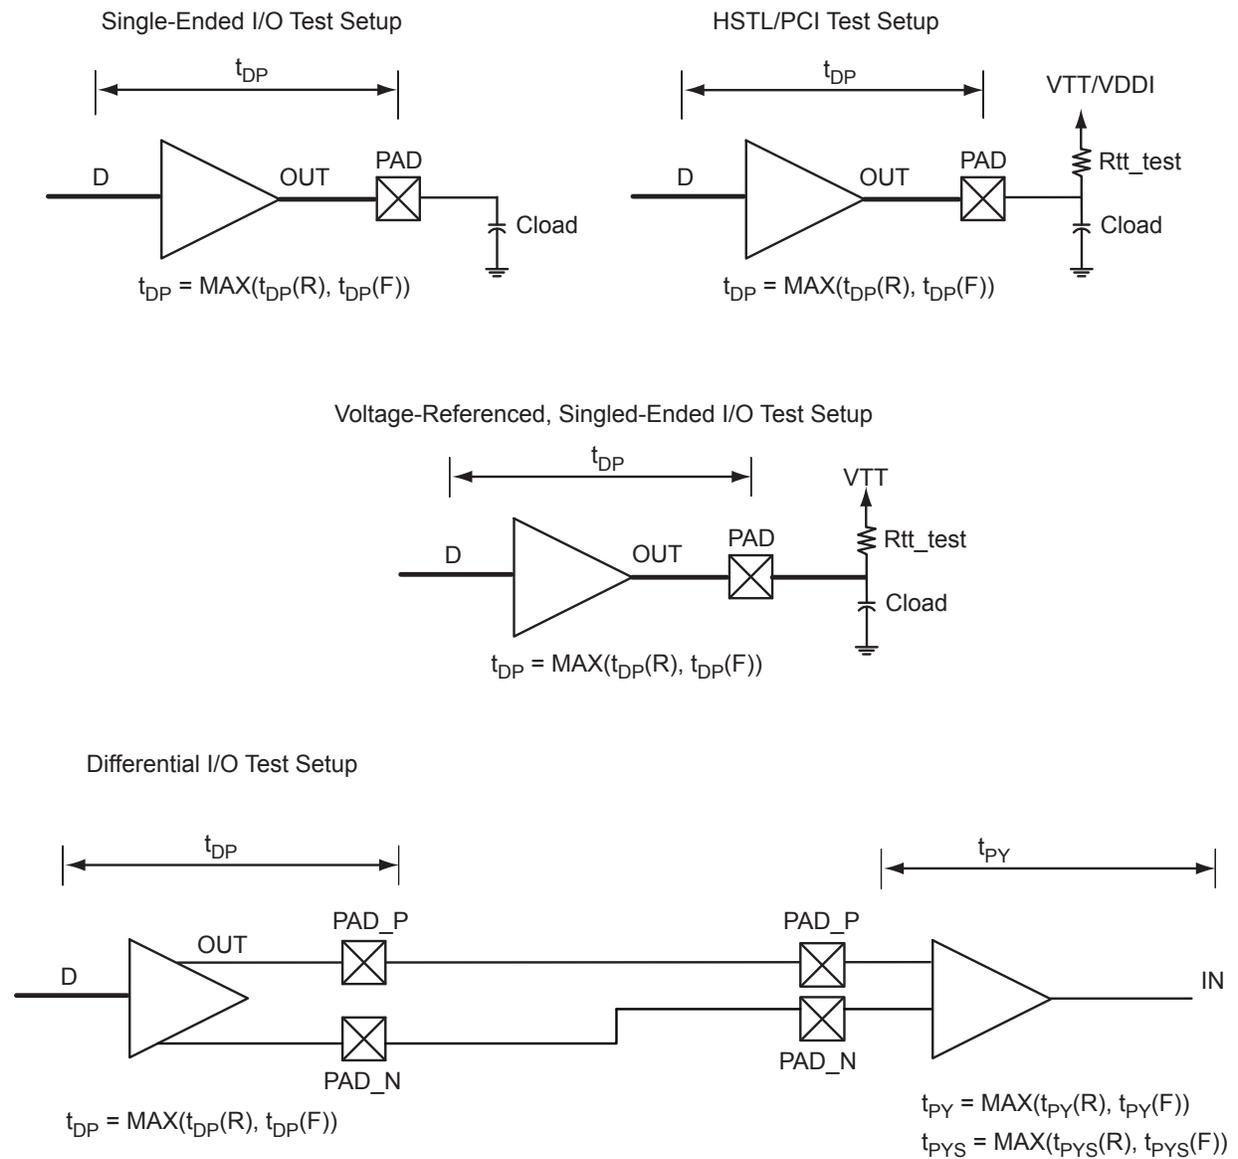 Single-Ended I/O Test Setup
tDP
D
OUT
PAD
Cload
tDP = MAX(tDP(R), tDP(F))
HSTL/PCI Test Setup
tDP
VTT/VDDI
D
OUT
PAD
Rtt_test
Cload
tDP = MAX(tDP(R), tDP(F))
Voltage-Referenced, Singled-Ended I/O Test Setup
tDP
VTT
D
OUT
PAD
Rtt_test
Cload
tDP = MAX(tDP(R), tDP(F))
Differential I/O Test Setup
tDP
D
OUT
PAD_P
PAD_N
tDP = MAX(tDP(R), tDP(F))
tPY
PAD_P
PAD_N
IN
tPY = MAX(tPY(R), tPY(F))
tPYS = MAX(tPYS(R), tPYS(F))